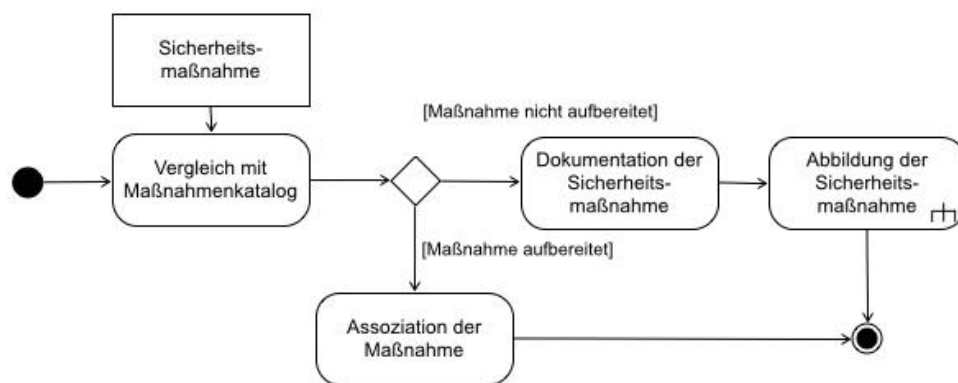 Sicherheits-
maßnahme
[Maßnahme nicht aufbereitet]
Vergleich mit
Maßnahmenkatalog
Dokumentation der
Sicherheits-
maßnahme
Abbildung der
Sicherheits-
maßnahme
[Maßnahme aufbereitet]
Assoziation der
Maßnahme